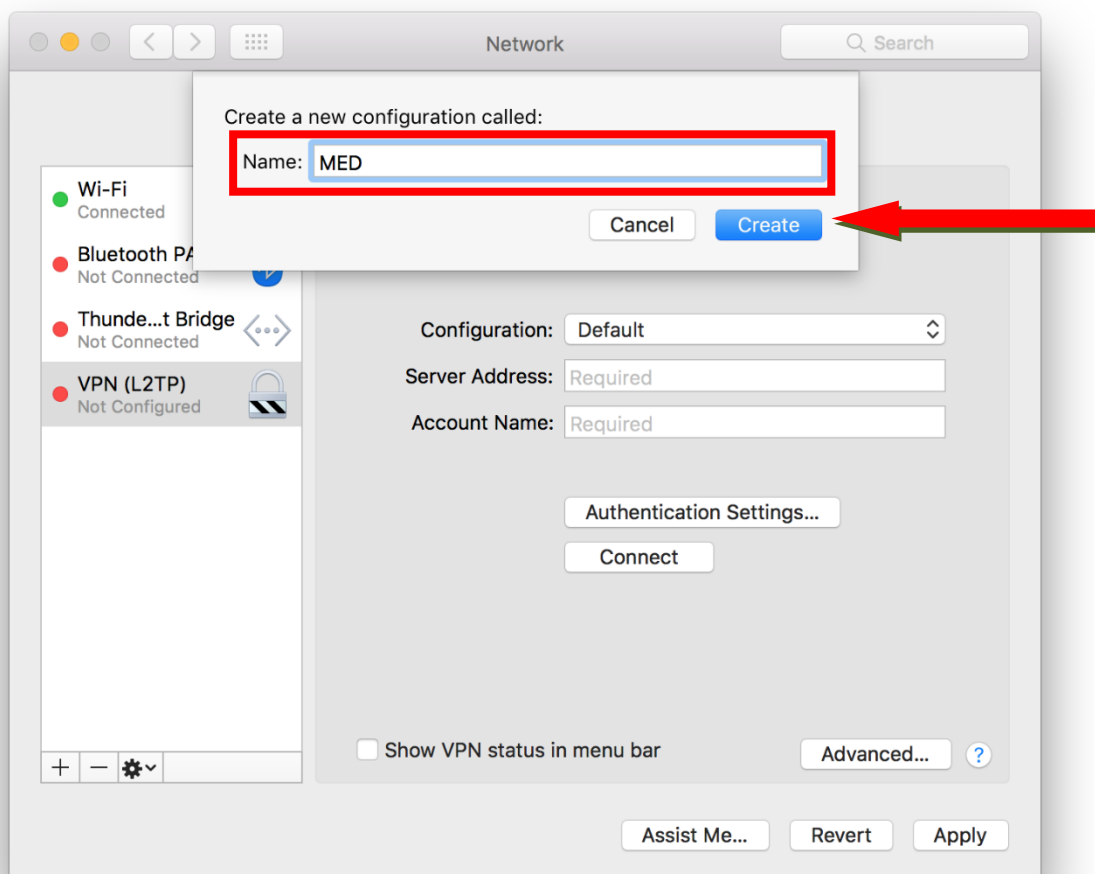 Network
Search
Create a new configuration called:
Name: MED
Cancel Create
Wi-Fi
Connected
Bluetooth PA
Not Connected
Thunde...t Bridge
Not Connected
VPN (L2TP)
Not Configured
Configuration: Default
Server Address: Required
Account Name: Required
Authentication Settings...
Connect
Show VPN status in menu bar
Advanced... ?
Assist Me... Revert Apply